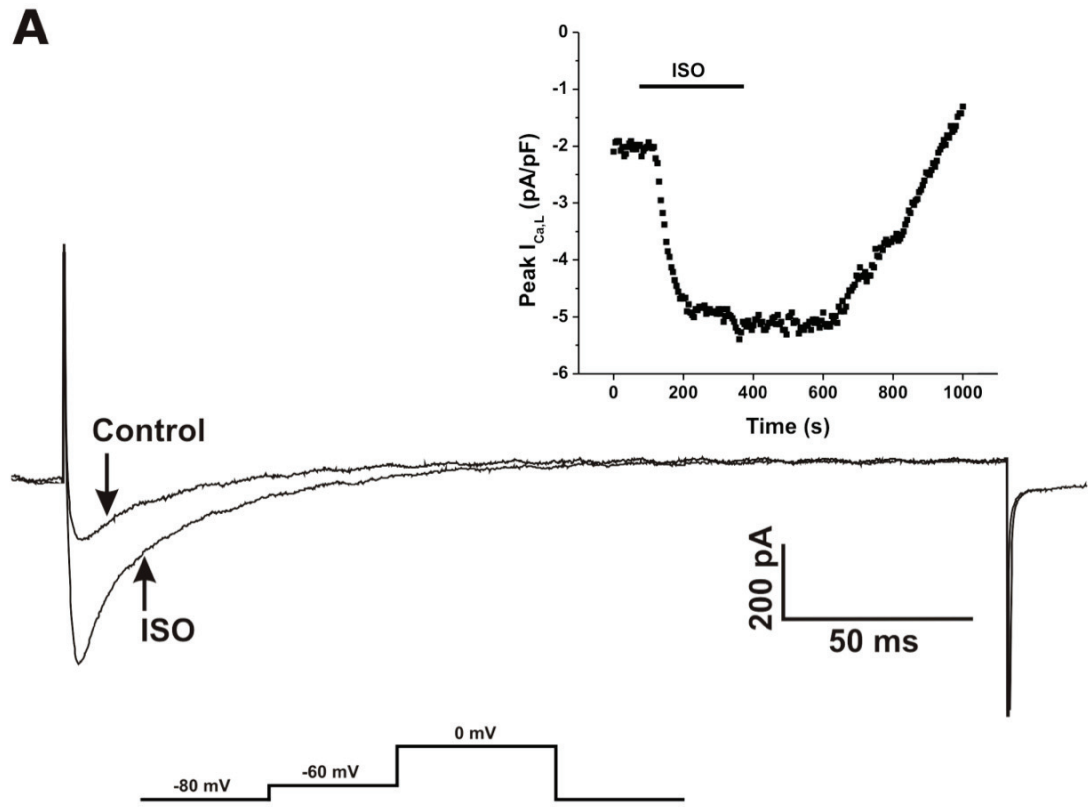 A
0
-1
-2
-3
-4
-5
-6
Peak I_Ca,L (pA/pF)
ISO
0 200 400 600 800 1000
Time (s)
Control
ISO
200 pA
50 ms
-80 mV
-60 mV
0 mV